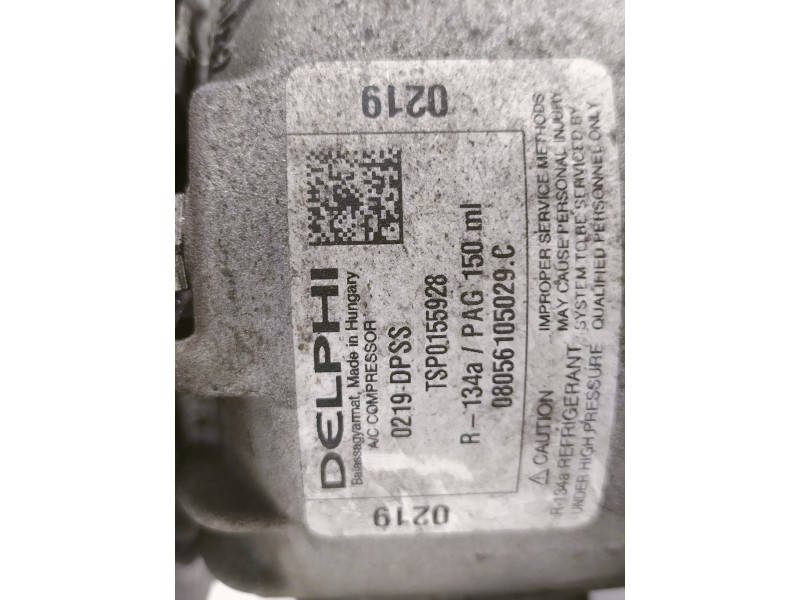 0219
DELPHI
Balassagyarmat, Made in Hungary
A/C COMPRESSOR
0219-DPSS
TSP0155928
R-134a / PAG 150 ml
08056105029.C
0219
⚠ CAUTION
R-134a REFRIGERANT
UNDER HIGH PRESSURE
IMPROPER SERVICE METHODS
MAY CAUSE PERSONAL INJURY
SYSTEM TO BE SERVICED BY
QUALIFIED PERSONNEL ONLY